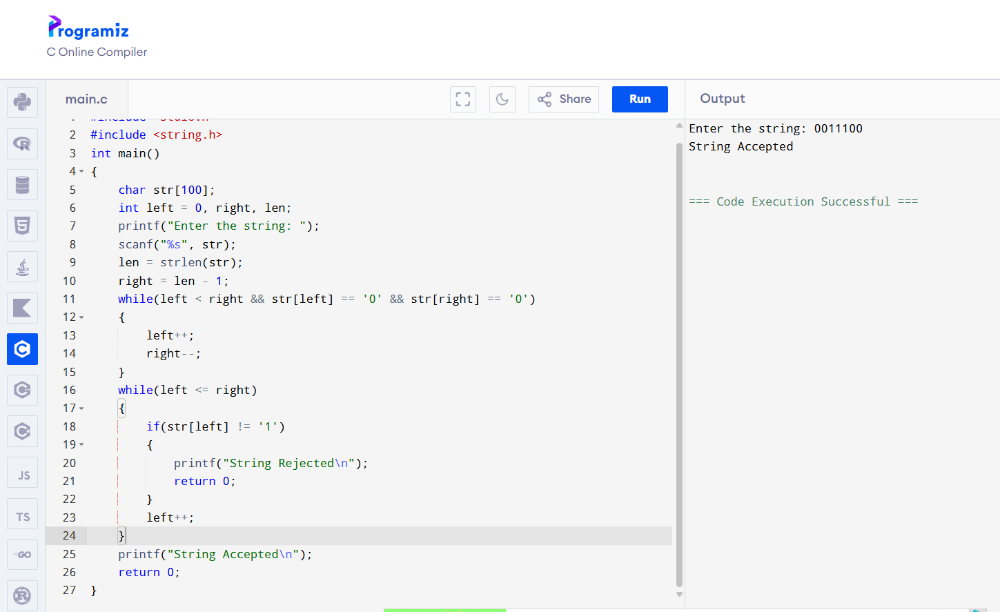 Programiz
C Online Compiler
main.c
Share
Run
Output
2 #include <string.h>
3 int main()
4 {
5     char str[100];
6     int left = 0, right, len;
7     printf("Enter the string: ");
8     scanf("%s", str);
9     len = strlen(str);
10     right = len - 1;
11     while(left < right && str[left] == '0' && str[right] == '0')
12     {
13         left++;
14         right--;
15     }
16     while(left <= right)
17     {
18         if(str[left] != '1')
19         {
20             printf("String Rejected\n");
21             return 0;
22         }
23         left++;
24     }
25     printf("String Accepted\n");
26     return 0;
27 }
Enter the string: 0011100
String Accepted
=== Code Execution Successful ===
R
5
C
C
C
JS
TS
GO
R